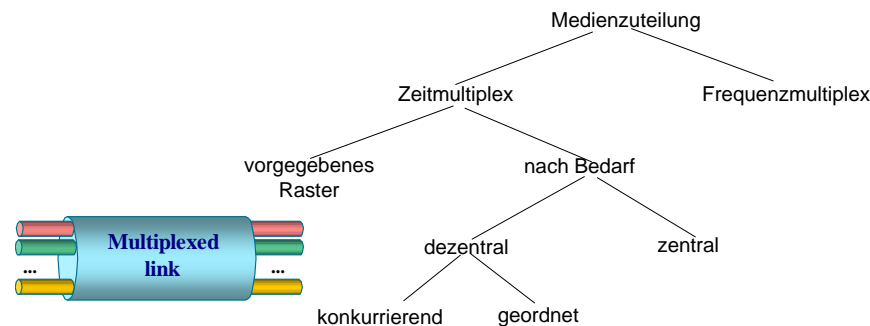 Medienzuteilung
Zeitmultiplex
Frequenzmultiplex
vorgegebenes
Raster
nach Bedarf
Multiplexed
link
...
...
dezentral
zentral
konkurrierend
geordnet